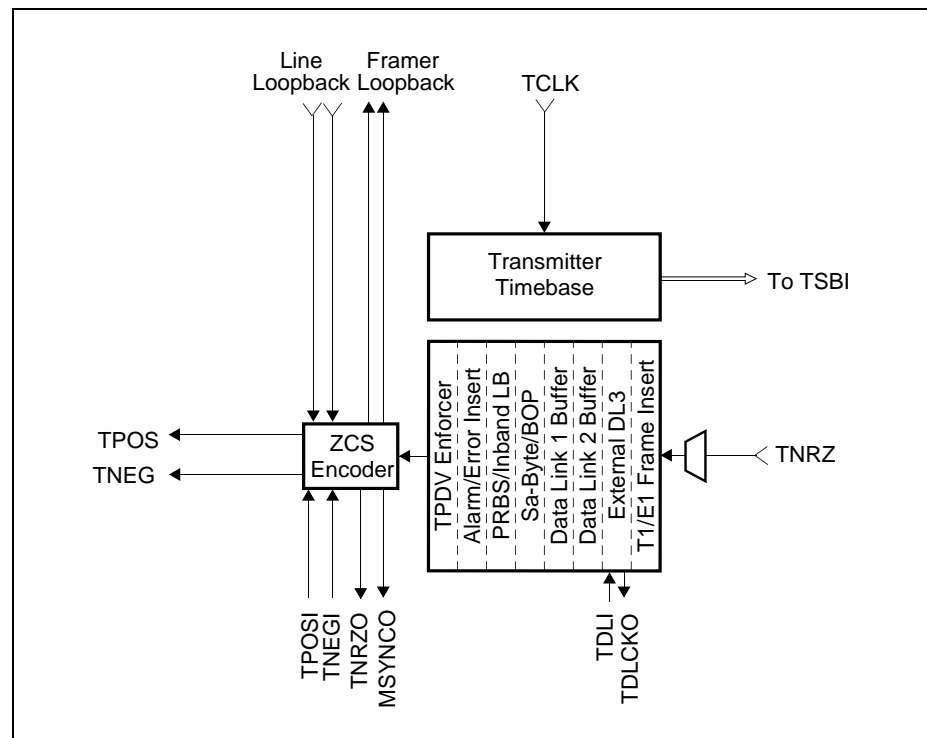 Line
Loopback
Framer
Loopback
TCLK
Transmitter
Timebase
To TSBI
TPOS
TNEG
ZCS
Encoder
TPDV Enforcer
Alarm/Error Insert
PRBS/Inband LB
Sa-Byte/BOP
Data Link 1 Buffer
Data Link 2 Buffer
External DL3
T1/E1 Frame Insert
TNRZ
TPOSI
TNEGI
TNRZO
MSYNCO
TDLI
TDLCKO